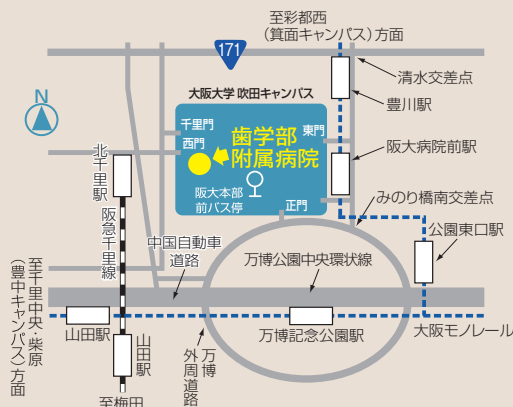 至彩都西
（箕面キャンパス）方面
171
清水交差点
大阪大学 吹田キャンパス
豊川駅
N
千里門
東門
西門
歯学部
附属病院
阪大病院前駅
北千里駅
阪大本部
前バス停
正門
みのり橋南交差点
阪急千里線
公園東口駅
中国自動車
道路
万博公園中央環状線
至千里中央・柴原
（豊中キャンパス）方面
山田駅
山田駅
万博記念公園駅
大阪モノレール
万博
外周道路
至梅田